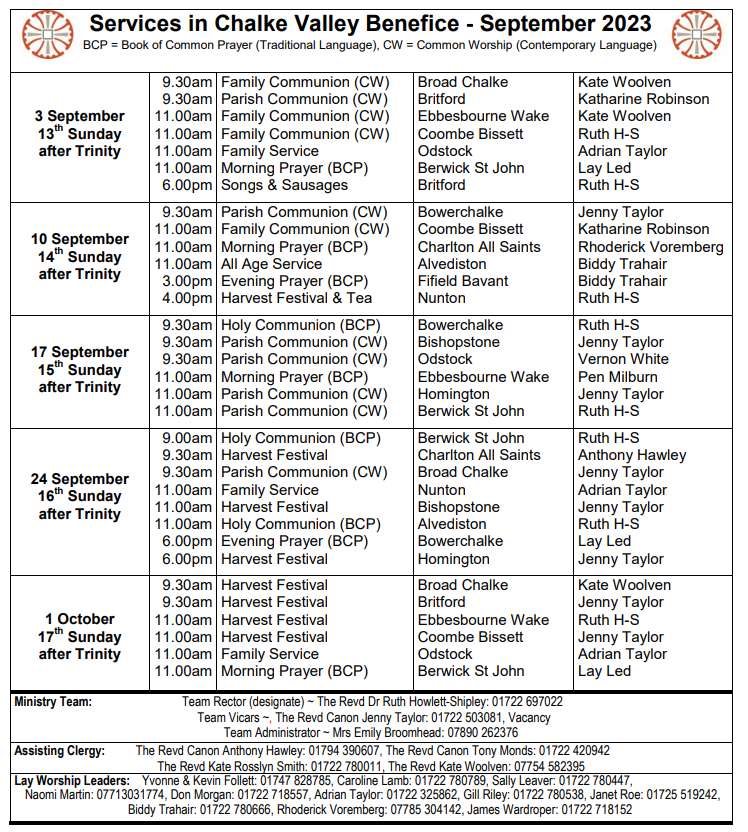 Services in Chalke Valley Benefice - September 2023
BCP = Book of Common Prayer (Traditional Language), CW = Common Worship (Contemporary Language)
3 September
13th Sunday
after Trinity
9.30am Family Communion (CW) Broad Chalke Kate Woolven
9.30am Parish Communion (CW) Britford Katharine Robinson
11.00am Family Communion (CW) Ebbesbourne Wake Kate Woolven
11.00am Family Communion (CW) Coombe Bissett Ruth H-S
11.00am Family Service Odstock Adrian Taylor
11.00am Morning Prayer (BCP) Berwick St John Lay Led
6.00pm Songs & Sausages Britford Ruth H-S
10 September
14th Sunday
after Trinity
9.30am Parish Communion (CW) Bowerchalke Jenny Taylor
11.00am Family Communion (CW) Coombe Bissett Katharine Robinson
11.00am Morning Prayer (BCP) Charlton All Saints Rhoderick Voremberg
11.00am All Age Service Alvediston Biddy Trahair
3.00pm Evening Prayer (BCP) Fifield Bavant Biddy Trahair
4.00pm Harvest Festival & Tea Nunton Ruth H-S
17 September
15th Sunday
after Trinity
9.30am Holy Communion (BCP) Bowerchalke Ruth H-S
9.30am Parish Communion (CW) Bishopstone Jenny Taylor
9.30am Parish Communion (CW) Odstock Vernon White
11.00am Morning Prayer (BCP) Ebbesbourne Wake Pen Milburn
11.00am Parish Communion (CW) Homington Jenny Taylor
11.00am Parish Communion (CW) Berwick St John Ruth H-S
24 September
16th Sunday
after Trinity
9.00am Holy Communion (BCP) Berwick St John Ruth H-S
9.30am Harvest Festival Charlton All Saints Anthony Hawley
9.30am Parish Communion (CW) Broad Chalke Jenny Taylor
11.00am Family Service Nunton Adrian Taylor
11.00am Harvest Festival Bishopstone Jenny Taylor
11.00am Holy Communion (BCP) Alvediston Ruth H-S
6.00pm Evening Prayer (BCP) Bowerchalke Lay Led
6.00pm Harvest Festival Homington Jenny Taylor
1 October
17th Sunday
after Trinity
9.30am Harvest Festival Broad Chalke Kate Woolven
9.30am Harvest Festival Britford Jenny Taylor
11.00am Harvest Festival Ebbesbourne Wake Ruth H-S
11.00am Harvest Festival Coombe Bissett Jenny Taylor
11.00am Family Service Odstock Adrian Taylor
11.00am Morning Prayer (BCP) Berwick St John Lay Led
Ministry Team: Team Rector (designate) ~ The Revd Dr Ruth Howlett-Shipley: 01722 697022
Team Vicars ~, The Revd Canon Jenny Taylor: 01722 503081, Vacancy
Team Administrator ~ Mrs Emily Broomhead: 07890 262376
Assisting Clergy: The Revd Canon Anthony Hawley: 01794 390607, The Revd Canon Tony Monds: 01722 420942
The Revd Kate Rosslyn Smith: 01722 780011, The Revd Kate Woolven: 07754 582395
Lay Worship Leaders: Yvonne & Kevin Follett: 01747 828785, Caroline Lamb: 01722 780789, Sally Leaver: 01722 780447,
Naomi Martin: 07713031774, Don Morgan: 01722 718557, Adrian Taylor: 01722 325862, Gill Riley: 01722 780538, Janet Roe: 01725 519242,
Biddy Trahair: 01722 780666, Rhoderick Voremberg: 07785 304142, James Wardroper: 01722 718152